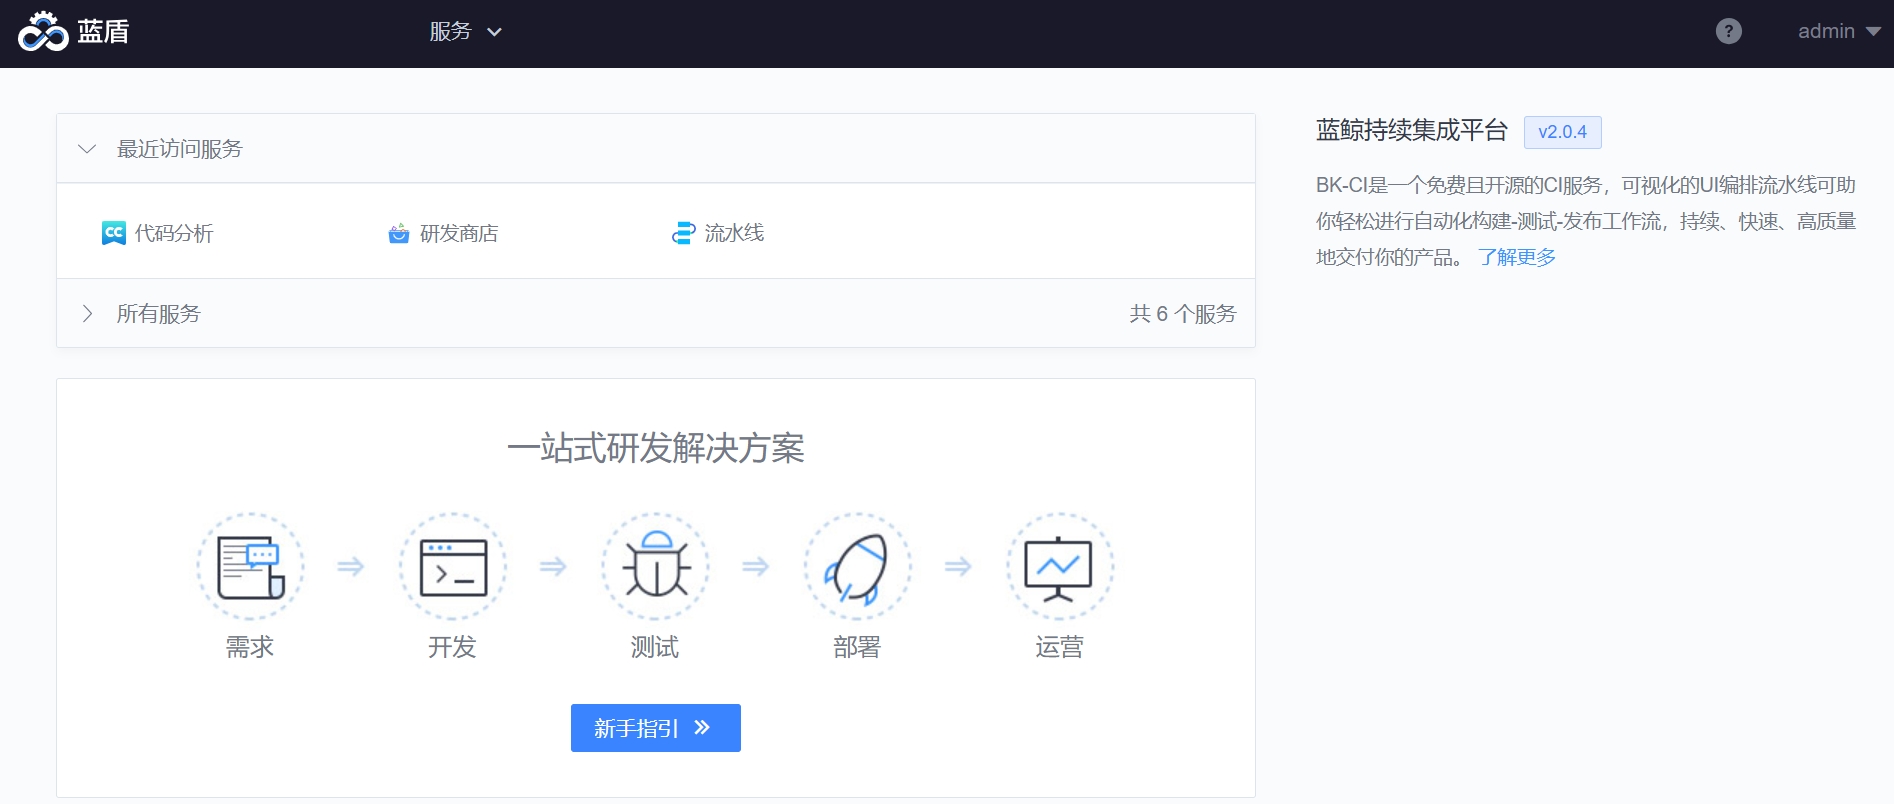 蓝盾
服务
?
admin
最近访问服务
CC 代码分析
研发商店
流水线
所有服务
共 6 个服务
一站式研发解决方案
需求
开发
测试
部署
运营
新手指引
蓝鲸持续集成平台 v2.0.4
BK-CI是一个免费且开源的CI服务，可视化的UI编排流水线可助
你轻松进行自动化构建-测试-发布工作流，持续、快速、高质量
地交付你的产品。 了解更多